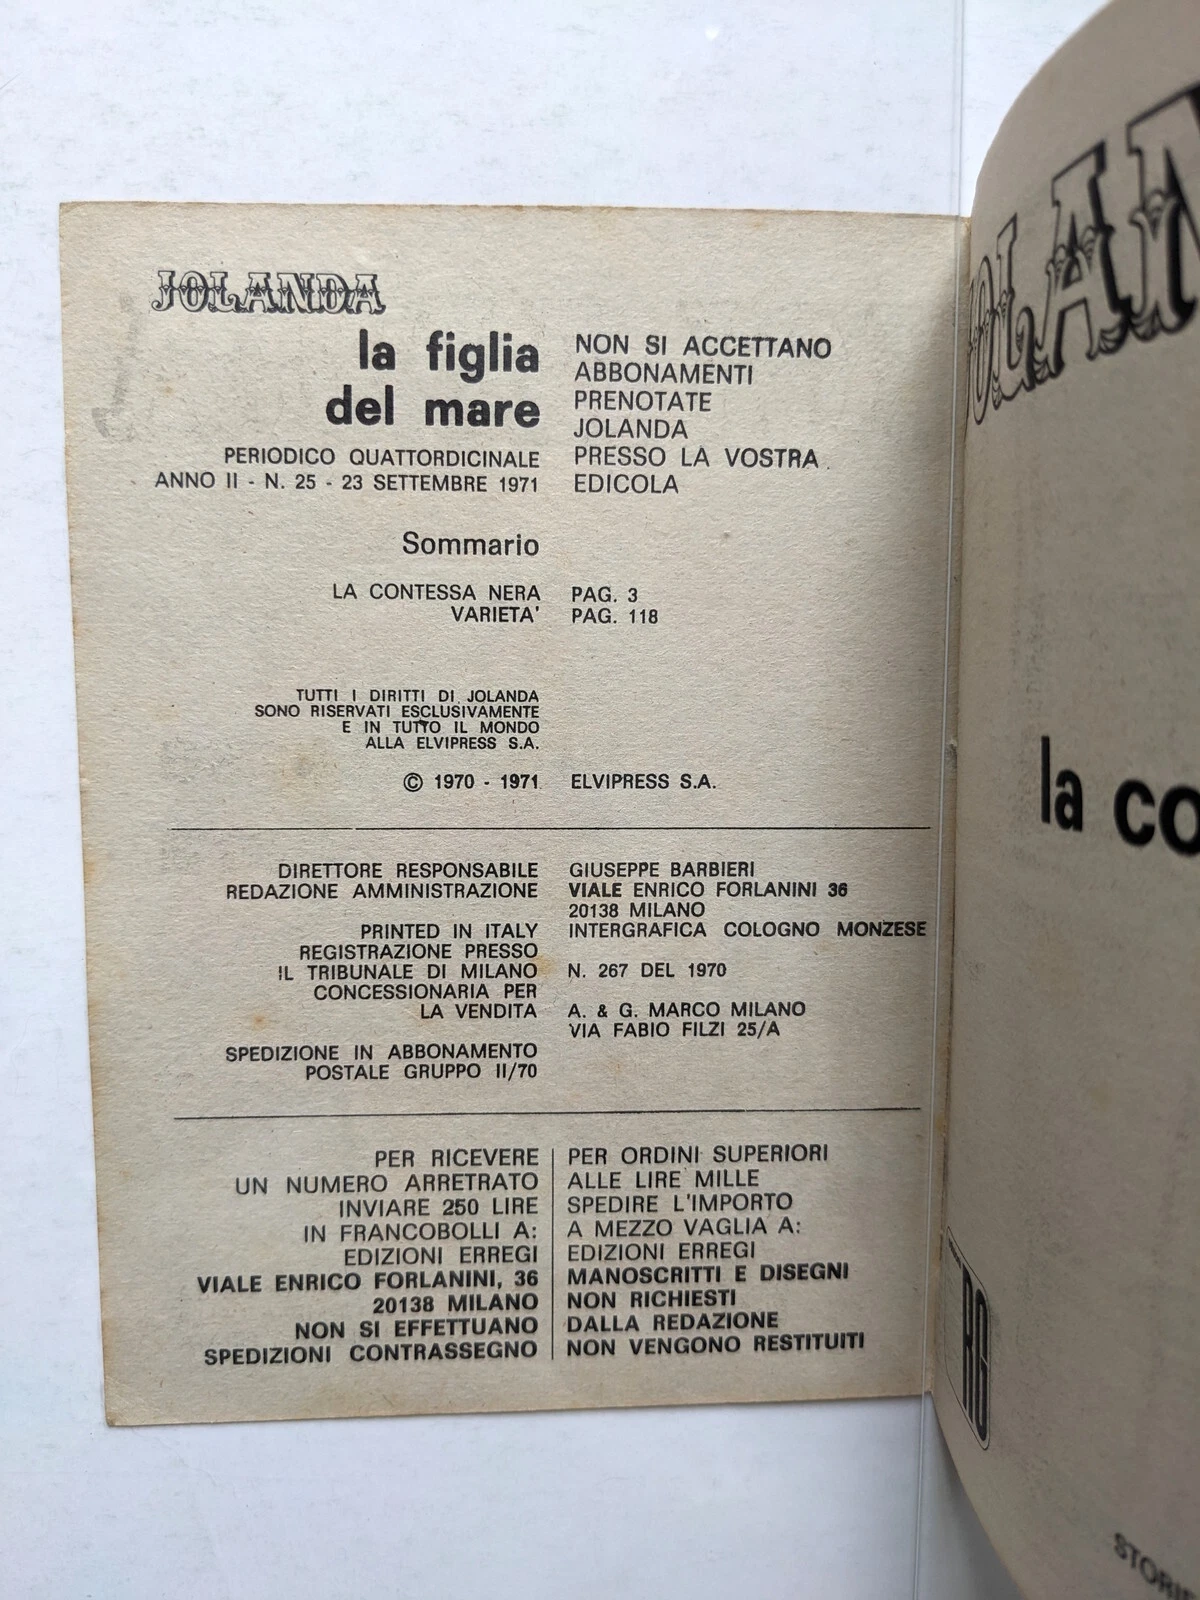 JOLANDA
la figlia
del mare
PERIODICO QUATTORDICINALE
ANNO II - N. 25 - 23 SETTEMBRE 1971
NON SI ACCETTANO
ABBONAMENTI
PRENOTATE
JOLANDA
PRESSO LA VOSTRA
EDICOLA
Sommario
LA CONTESSA NERA PAG. 3
VARIETA' PAG. 118
TUTTI I DIRITTI DI JOLANDA
SONO RISERVATI ESCLUSIVAMENTE
E IN TUTTO IL MONDO
ALLA ELVIPRESS S.A.
© 1970 - 1971 ELVIPRESS S.A.
DIRETTORE RESPONSABILE GIUSEPPE BARBIERI
REDAZIONE AMMINISTRAZIONE VIALE ENRICO FORLANINI 36
20138 MILANO
PRINTED IN ITALY INTERGRAFICA COLOGNO MONZESE
REGISTRAZIONE PRESSO
IL TRIBUNALE DI MILANO N. 267 DEL 1970
CONCESSIONARIA PER
LA VENDITA A. & G. MARCO MILANO
VIA FABIO FILZI 25/A
SPEDIZIONE IN ABBONAMENTO
POSTALE GRUPPO II/70
PER RICEVERE
UN NUMERO ARRETRATO
INVIARE 250 LIRE
IN FRANCOBOLLI A:
EDIZIONI ERREGI
VIALE ENRICO FORLANINI, 36
20138 MILANO
NON SI EFFETTUANO
SPEDIZIONI CONTRASSEGNO
PER ORDINI SUPERIORI
ALLE LIRE MILLE
SPEDIRE L'IMPORTO
A MEZZO VAGLIA A:
EDIZIONI ERREGI
MANOSCRITTI E DISEGNI
NON RICHIESTI
DALLA REDAZIONE
NON VENGONO RESTITUITI
JOLAN
la co
RG
STORIE